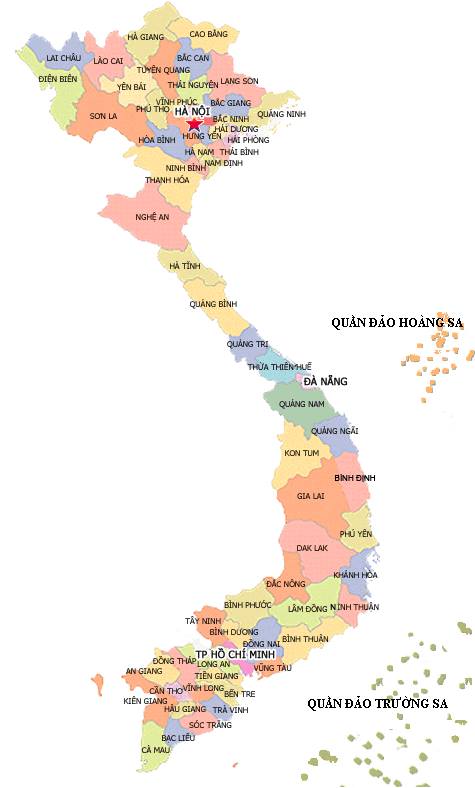 HÀ GIANG
CAO BẰNG
LAI CHÂU
LÀO CAI
BẮC CẠN
ĐIỆN BIÊN
TUYÊN QUANG
LẠNG SƠN
YÊN BÁI
THÁI NGUYÊN
VĨNH PHÚC
PHÚ THỌ
BẮC GIANG
HÀ NỘI
QUẢNG NINH
SƠN LA
BẮC NINH
HẢI DƯƠNG
HƯNG YÊN
HÒA BÌNH
HẢI PHÒNG
HÀ NAM
THÁI BÌNH
NAM ĐỊNH
NINH BÌNH
THANH HÓA
NGHỆ AN
HÀ TĨNH
QUẢNG BÌNH
QUẦN ĐẢO HOÀNG SA
QUẢNG TRỊ
THỪA THIÊN HUẾ
ĐÀ NẴNG
QUẢNG NAM
QUẢNG NGÃI
KON TUM
BÌNH ĐỊNH
GIA LAI
PHÚ YÊN
DAK LAK
KHÁNH HÒA
ĐẮC NÔNG
BÌNH PHƯỚC
LÂM ĐỒNG
NINH THUẬN
TÂY NINH
BÌNH DƯƠNG
BÌNH THUẬN
ĐỒNG NAI
TP HỒ CHÍ MINH
ĐỒNG THÁP
LONG AN
VŨNG TÀU
AN GIANG
TIỀN GIANG
CẦN THƠ
VĨNH LONG
BẾN TRE
KIÊN GIANG
HẬU GIANG
TRÀ VINH
QUẦN ĐẢO TRƯỜNG SA
SÓC TRĂNG
BẠC LIÊU
CÀ MAU